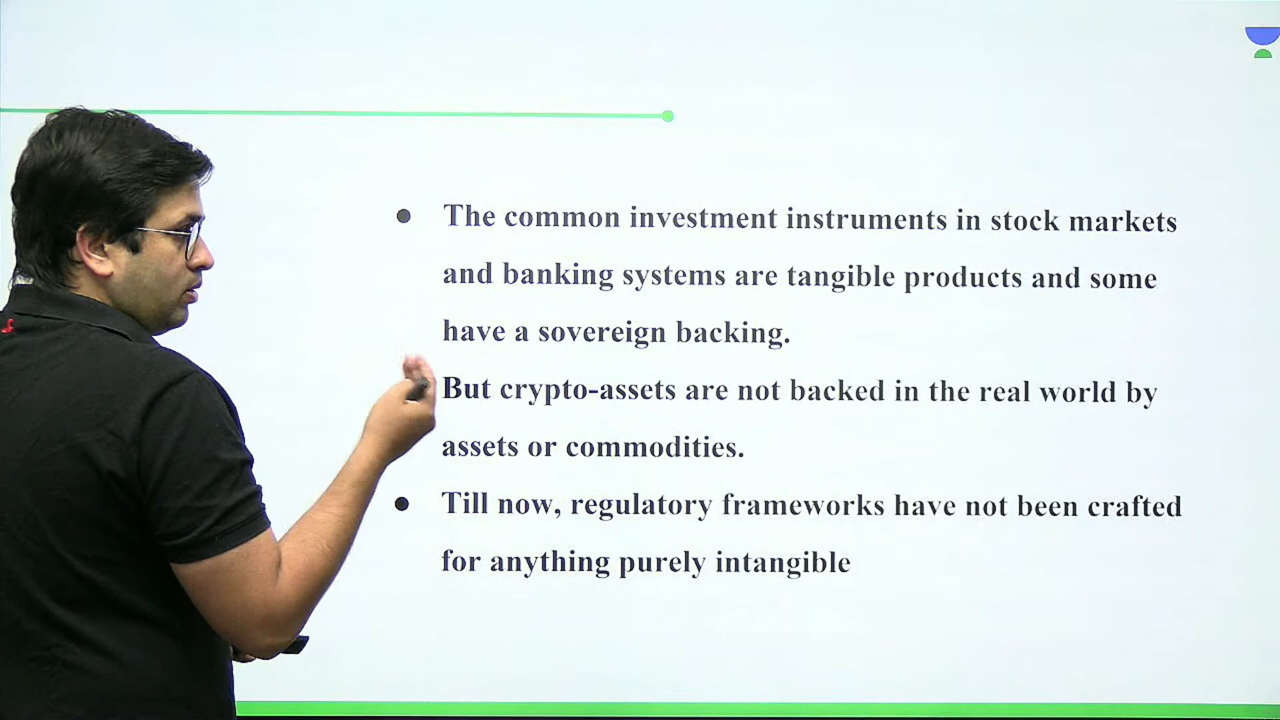 ● The common investment instruments in stock markets
and banking systems are tangible products and some
have a sovereign backing.
But crypto-assets are not backed in the real world by
assets or commodities.
● Till now, regulatory frameworks have not been crafted
for anything purely intangible